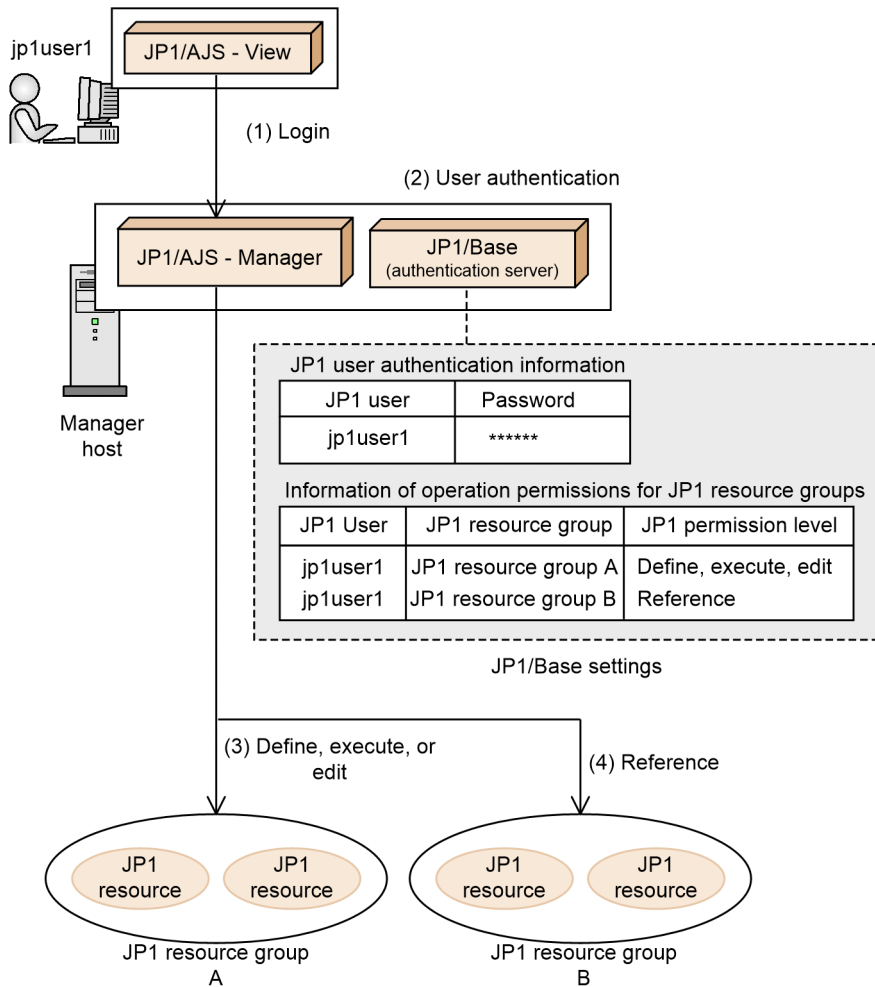 jp1user1
JP1/AJS - View
(1) Login
(2) User authentication
JP1/AJS - Manager
JP1/Base
(authentication server)
Manager
host
JP1 user authentication information
JP1 user Password
jp1user1 ******
Information of operation permissions for JP1 resource groups
JP1 User JP1 resource group JP1 permission level
jp1user1 JP1 resource group A Define, execute, edit
jp1user1 JP1 resource group B Reference
JP1/Base settings
(3) Define, execute, or
edit
(4) Reference
JP1
resource
JP1
resource
JP1
resource
JP1
resource
JP1 resource group
A
JP1 resource group
B